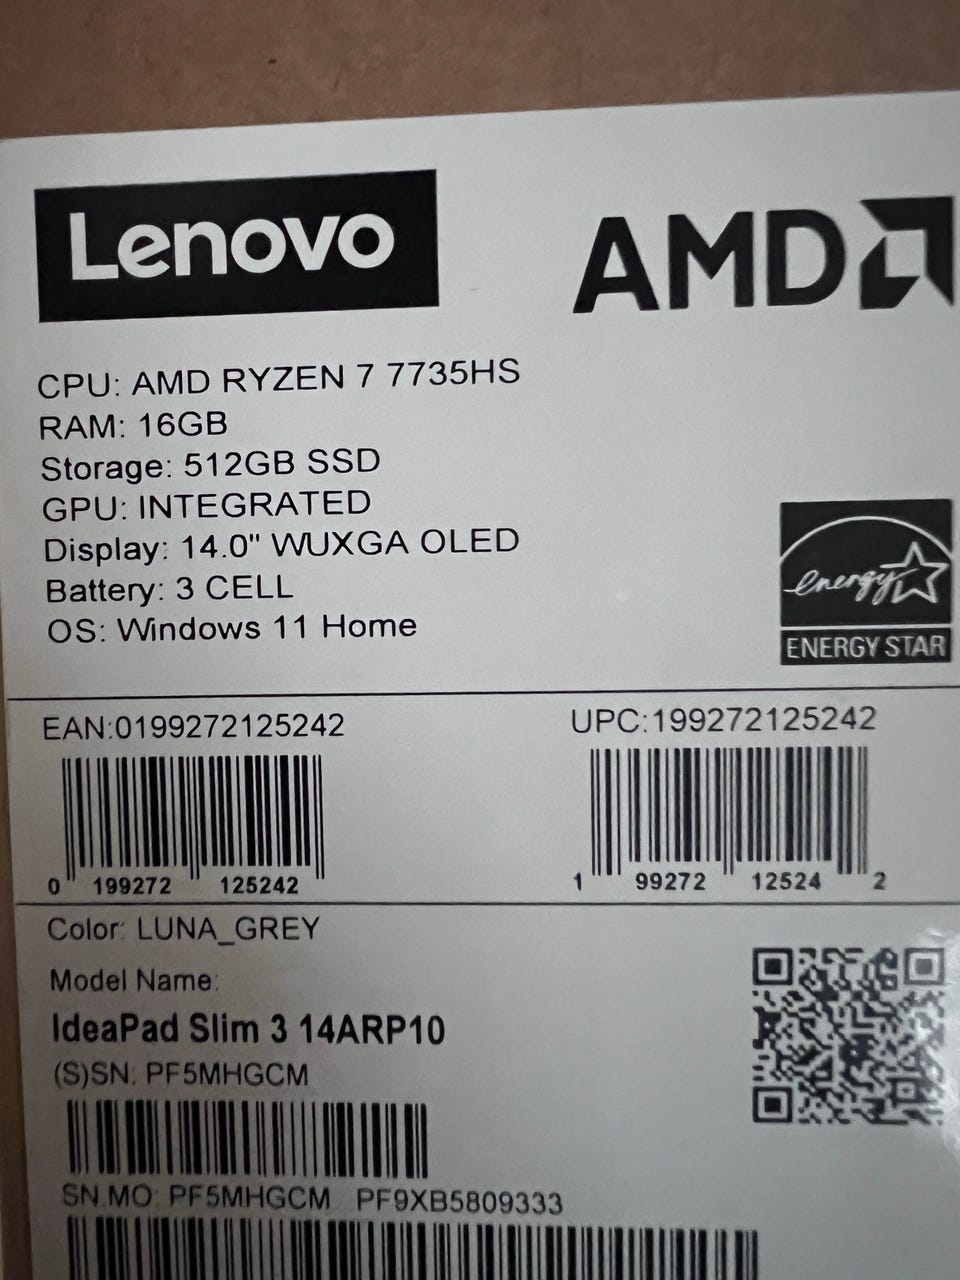 Lenovo
AMD
CPU: AMD RYZEN 7 7735HS
RAM: 16GB
Storage: 512GB SSD
GPU: INTEGRATED
Display: 14.0" WUXGA OLED
Battery: 3 CELL
OS: Windows 11 Home
energy
ENERGY STAR
EAN:0199272125242
UPC:199272125242
0 199272 125242
1 99272 12524 2
Color: LUNA_GREY
Model Name:
IdeaPad Slim 3 14ARP10
(S)SN: PF5MHGCM
SN.MO: PF5MHGCM PF9XB5809333